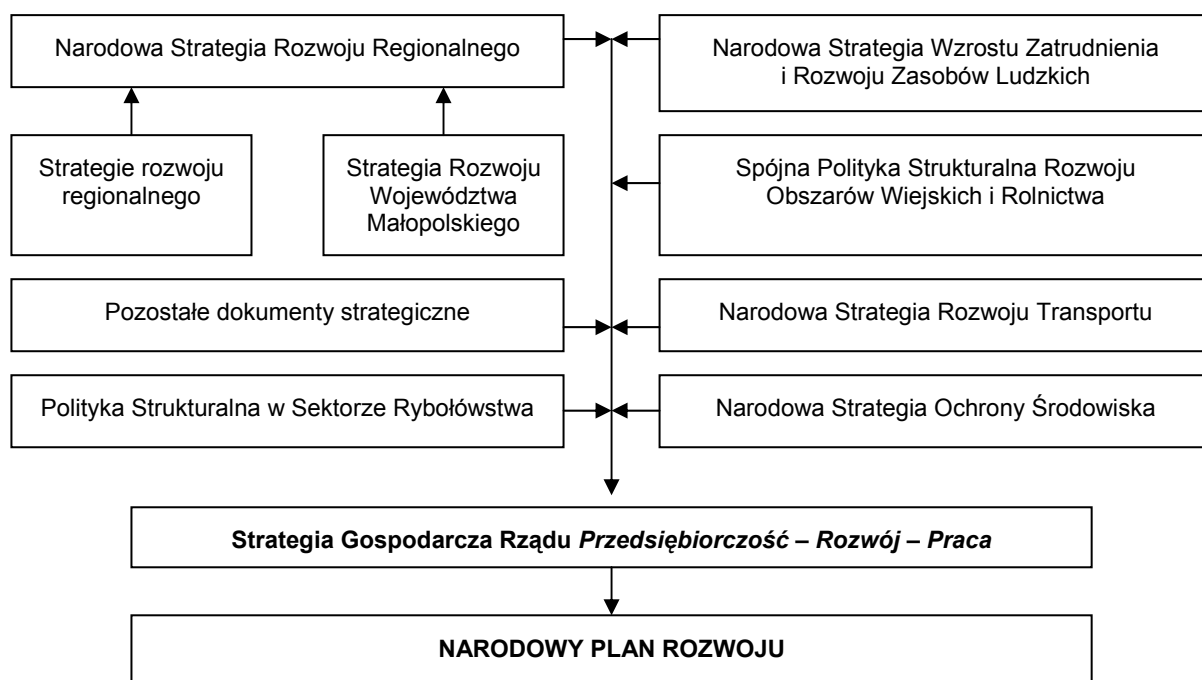 Narodowa Strategia Rozwoju Regionalnego
Narodowa Strategia Wzrostu Zatrudnienia
i Rozwoju Zasobów Ludzkich
Strategie rozwoju
regionalnego
Strategia Rozwoju
Województwa
Małopolskiego
Spójna Polityka Strukturalna Rozwoju
Obszarów Wiejskich i Rolnictwa
Pozostałe dokumenty strategiczne
Narodowa Strategia Rozwoju Transportu
Polityka Strukturalna w Sektorze Rybołówstwa
Narodowa Strategia Ochrony Środowiska
Strategia Gospodarcza Rządu Przedsiębiorczość – Rozwój – Praca
NARODOWY PLAN ROZWOJU